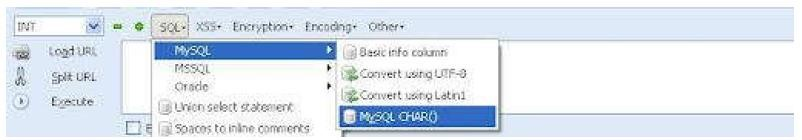 INT SQL▾ XSS▾ Encryption▾ Encoding▾ Other▾
Load URL
Split URL
Execute
MySQL
MSSQL
Oracle
Union select statement
Spaces to inline comments
Basic info column
Convert using UTF-8
Convert using Latin1
MySQL CHAR()